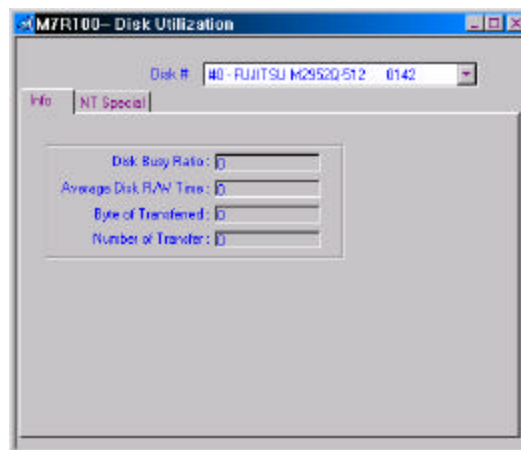 M7R100– Disk Utilization
Disk # #0 - FUJITSU M2952Q-512 0142
Info NT Special
Disk Busy Ratio : 0
Average Disk R/W Time : 0
Byte of Transferred : 0
Number of Transfer : 0